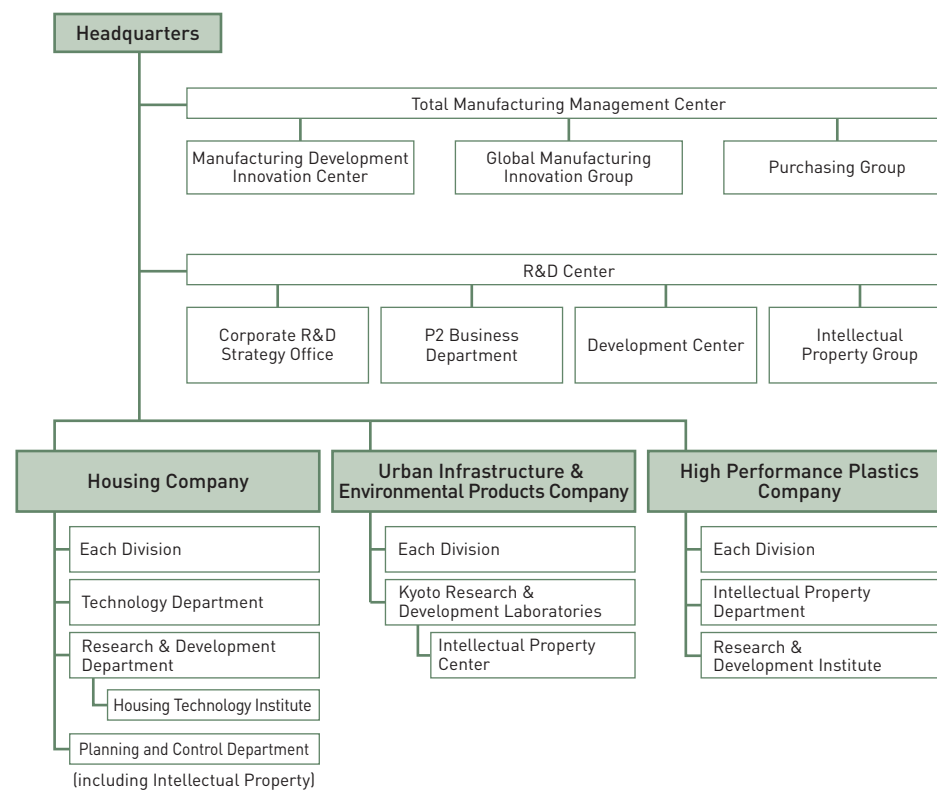 Headquarters
Total Manufacturing Management Center
Manufacturing Development
Innovation Center
Global Manufacturing
Innovation Group
Purchasing Group
R&D Center
Corporate R&D
Strategy Office
P2 Business
Department
Development Center
Intellectual
Property Group
Housing Company
Urban Infrastructure &
Environmental Products Company
High Performance Plastics
Company
Each Division
Technology Department
Research & Development
Department
Housing Technology Institute
Planning and Control Department
(including Intellectual Property)
Each Division
Kyoto Research &
Development Laboratories
Intellectual Property
Center
Each Division
Intellectual Property
Department
Research &
Development Institute